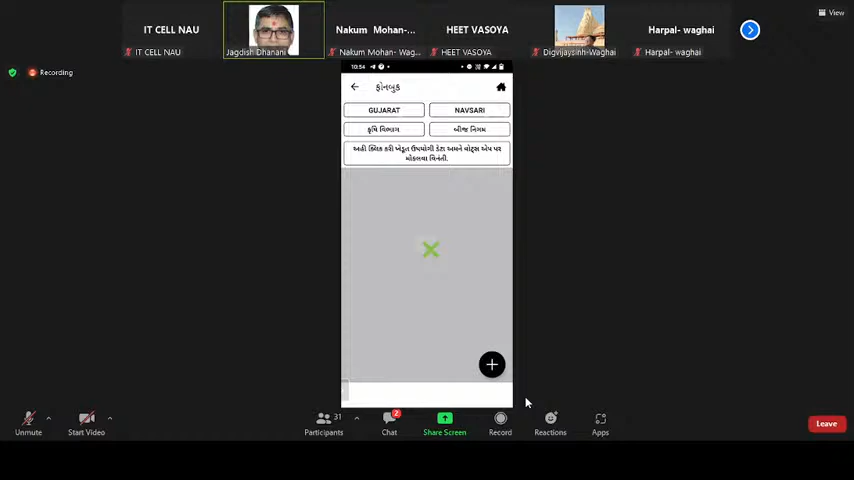 View
IT CELL NAU
Nakum Mohan-...
HEET VASOYA
Harpal- waghai
IT CELL NAU
Jagdish Dhanani
Nakum Mohan- Wag...
HEET VASOYA
Digvijaysinh-Waghai
Harpal- waghai
Recording
10:54
ફોનબુક
GUJARAT
NAVSARI
કૃષિ વિભાગ
બીજ નિગમ
અહી ક્લિક કરી ખેડૂત ઉપયોગી ડેટા અમને વોટ્સ એપ પર
મોકલવા વિનંતી.
31
2
Unmute
Start Video
Participants
Chat
Share Screen
Record
Reactions
Apps
Leave